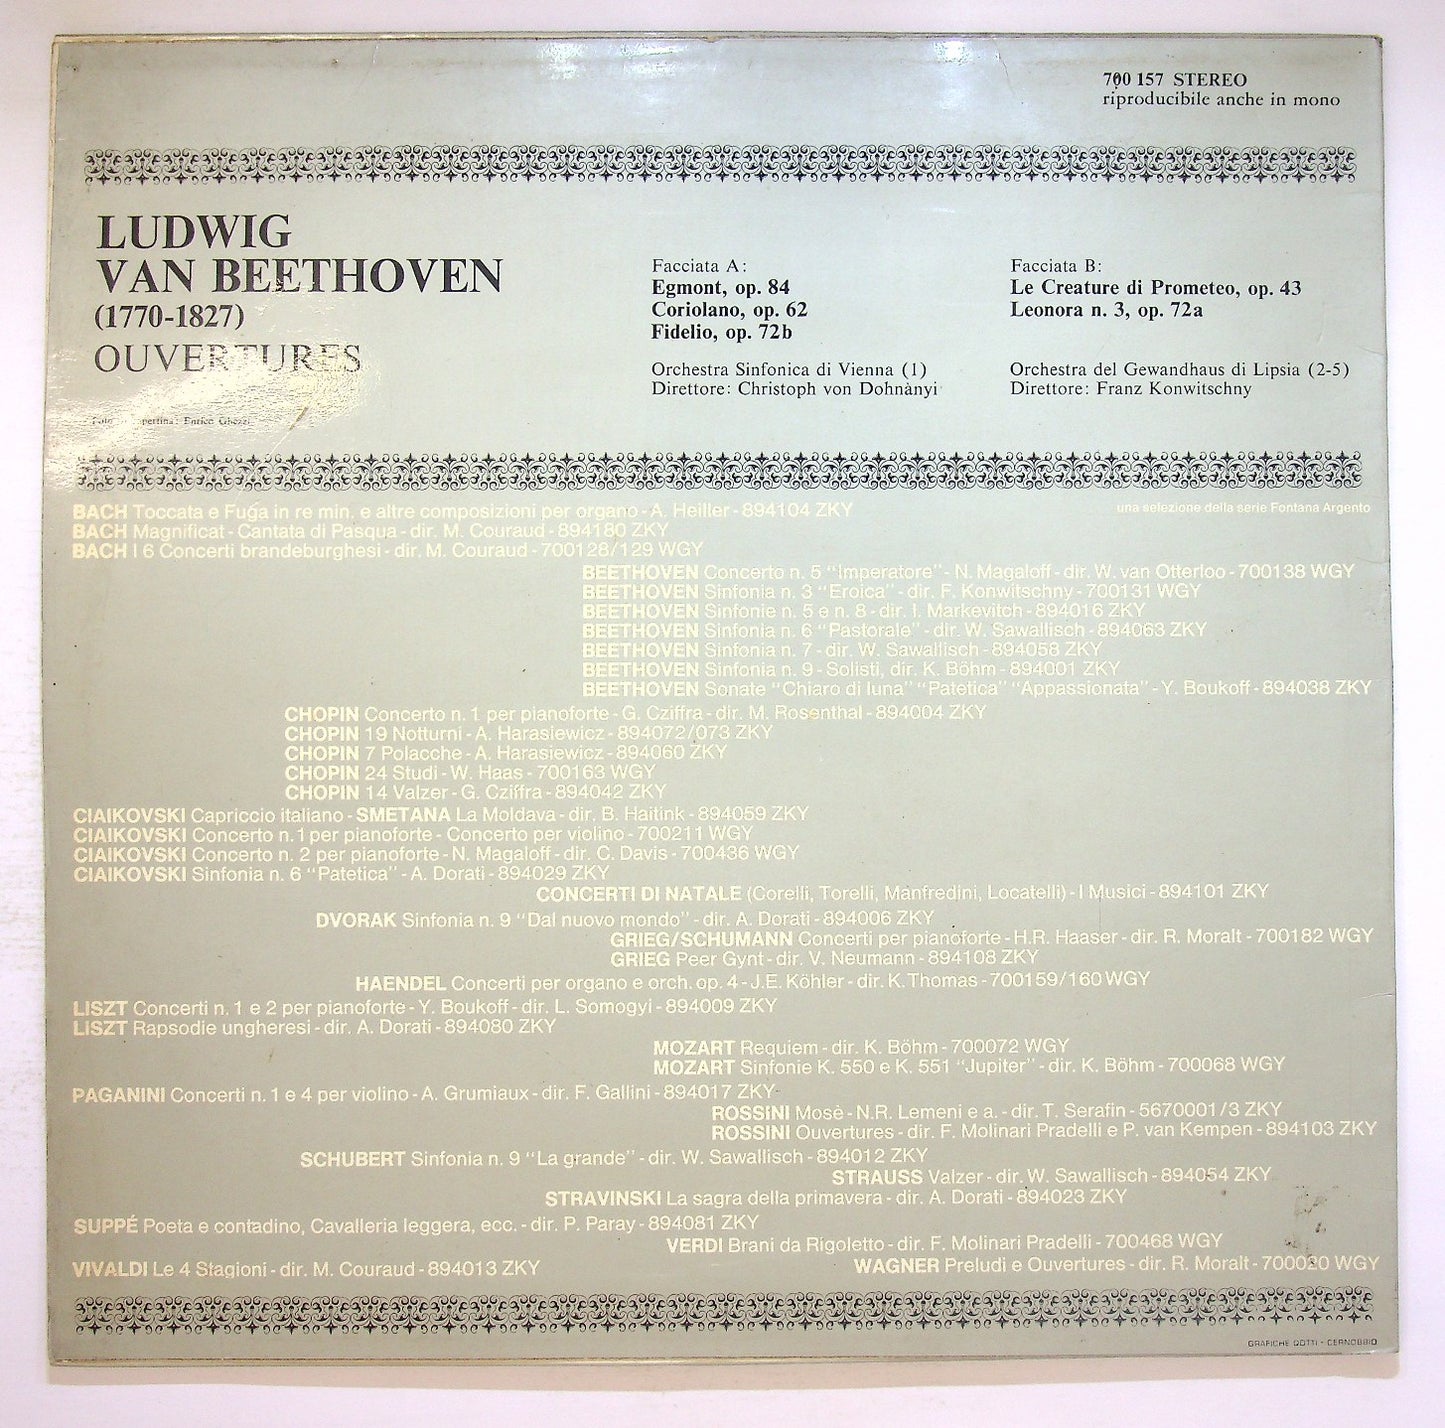 700 157 STEREO
riproducibile anche in mono
LUDWIG
VAN BEETHOVEN
(1770-1827)
OUVERTURES
Facciata A:
Egmont, op. 84
Coriolano, op. 62
Fidelio, op. 72b
Orchestra Sinfonica di Vienna (1)
Direttore: Christoph von Dohnànyi
Facciata B:
Le Creature di Prometeo, op. 43
Leonora n. 3, op. 72a
Orchestra del Gewandhaus di Lipsia (2-5)
Direttore: Franz Konwitschny
Enrico Ghezzi
una selezione della serie Fontana Argento
BACH Toccata e Fuga in re min. e altre composizioni per organo - A. Heiller - 894104 ZKY
BACH Magnificat - Cantata di Pasqua - dir. M. Couraud - 894180 ZKY
BACH I 6 Concerti brandeburghesi - dir. M. Couraud - 700128/129 WGY
BEETHOVEN Concerto n. 5 "Imperatore" - N. Magaloff - dir. W. van Otterloo - 700138 WGY
BEETHOVEN Sinfonia n. 3 "Eroica" - dir. F. Konwitschny - 700131 WGY
BEETHOVEN Sinfonie n. 5 e n. 8 - dir. I. Markevitch - 894016 ZKY
BEETHOVEN Sinfonia n. 6 "Pastorale" - dir. W. Sawallisch - 894063 ZKY
BEETHOVEN Sinfonia n. 7 - dir. W. Sawallisch - 894058 ZKY
BEETHOVEN Sinfonia n. 9 - Solisti, dir. K. Böhm - 894001 ZKY
BEETHOVEN Sonate "Chiaro di luna" "Patetica" "Appassionata" - Y. Boukoff - 894038 ZKY
CHOPIN Concerto n. 1 per pianoforte - G. Cziffra - dir. M. Rosenthal - 894004 ZKY
CHOPIN 19 Notturni - A. Harasiewicz - 894072/073 ZKY
CHOPIN 7 Polacche - A. Harasiewicz - 894060 ZKY
CHOPIN 24 Studi - W. Haas - 700163 WGY
CHOPIN 14 Valzer - G. Cziffra - 894042 ZKY
CIAIKOVSKI Capriccio italiano - SMETANA La Moldava - dir. B. Haitink - 894059 ZKY
CIAIKOVSKI Concerto n. 1 per pianoforte - Concerto per violino - 700211 WGY
CIAIKOVSKI Concerto n. 2 per pianoforte - N. Magaloff - dir. C. Davis - 700436 WGY
CIAIKOVSKI Sinfonia n. 6 "Patetica" - A. Dorati - 894029 ZKY
CONCERTI DI NATALE (Corelli, Torelli, Manfredini, Locatelli) - I Musici - 894101 ZKY
DVORAK Sinfonia n. 9 "Dal nuovo mondo" - dir. A. Dorati - 894006 ZKY
GRIEG/SCHUMANN Concerti per pianoforte - H.R. Haaser - dir. R. Moralt - 700182 WGY
GRIEG Peer Gynt - dir. V. Neumann - 894108 ZKY
HAENDEL Concerti per organo e orch. op. 4 - J.E. Köhler - dir. K. Thomas - 700159/160 WGY
LISZT Concerti n. 1 e 2 per pianoforte - Y. Boukoff - dir. L. Somogyi - 894009 ZKY
LISZT Rapsodie ungheresi - dir. A. Dorati - 894080 ZKY
MOZART Requiem - dir. K. Böhm - 700072 WGY
MOZART Sinfonie K. 550 e K. 551 "Jupiter" - dir. K. Böhm - 700068 WGY
PAGANINI Concerti n. 1 e 4 per violino - A. Grumiaux - dir. F. Gallini - 894017 ZKY
ROSSINI Mosè - N.R. Lemeni e a. - dir. T. Serafin - 5670001/3 ZKY
ROSSINI Ouvertures - dir. F. Molinari Pradelli e P. van Kempen - 894103 ZKY
SCHUBERT Sinfonia n. 9 "La grande" - dir. W. Sawallisch - 894012 ZKY
STRAUSS Valzer - dir. W. Sawallisch - 894054 ZKY
STRAVINSKI La sagra della primavera - dir. A. Dorati - 894023 ZKY
SUPPÉ Poeta e contadino, Cavalleria leggera, ecc. - dir. P. Paray - 894081 ZKY
VERDI Brani da Rigoletto - dir. F. Molinari Pradelli - 700468 WGY
VIVALDI Le 4 Stagioni - dir. M. Couraud - 894013 ZKY
WAGNER Preludi e Ouvertures - dir. R. Moralt - 700020 WGY
GRAFICHE DOTTI - CERNOBBIO